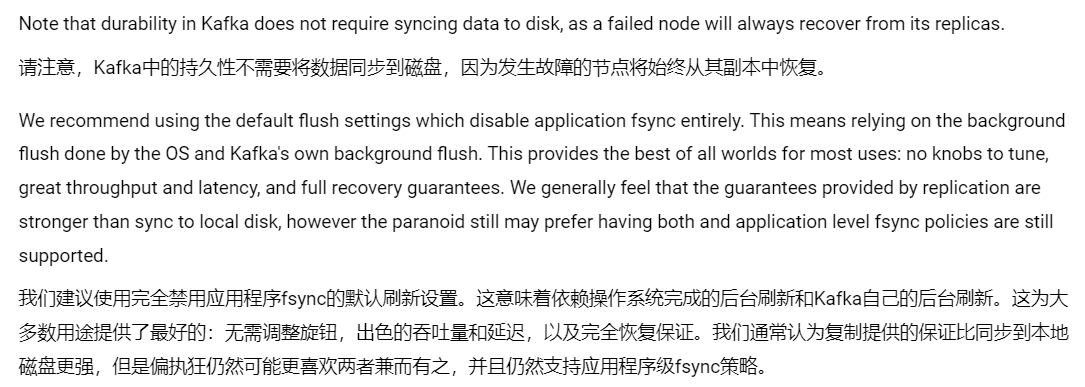 Note that durability in Kafka does not require syncing data to disk, as a failed node will always recover from its replicas.
请注意，Kafka中的持久性不需要将数据同步到磁盘，因为发生故障的节点将始终从其副本中恢复。
We recommend using the default flush settings which disable application fsync entirely. This means relying on the background
flush done by the OS and Kafka's own background flush. This provides the best of all worlds for most uses: no knobs to tune,
great throughput and latency, and full recovery guarantees. We generally feel that the guarantees provided by replication are
stronger than sync to local disk, however the paranoid still may prefer having both and application level fsync policies are still
supported.
我们建议使用完全禁用应用程序fsync的默认刷新设置。这意味着依赖操作系统完成的后台刷新和Kafka自己的后台刷新。这为大
多数用途提供了最好的：无需调整旋钮，出色的吞吐量和延迟，以及完全恢复保证。我们通常认为复制提供的保证比同步到本地
磁盘更强，但是偏执狂仍然可能更喜欢两者兼而有之，并且仍然支持应用程序级fsync策略。